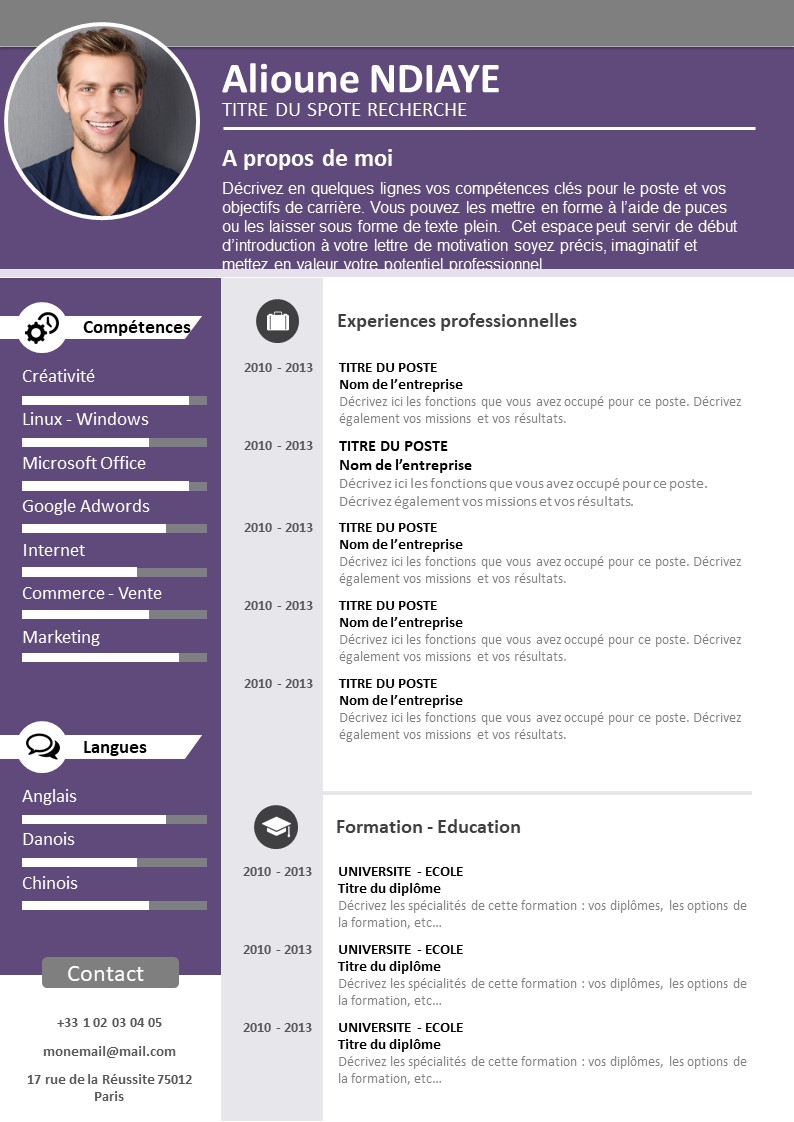 Alioune NDIAYE
TITRE DU SPOTE RECHERCHE
A propos de moi
Décrivez en quelques lignes vos compétences clés pour le poste et vos
objectifs de carrière. Vous pouvez les mettre en forme à l’aide de puces
ou les laisser sous forme de texte plein. Cet espace peut servir de début
d’introduction à votre lettre de motivation soyez précis, imaginatif et
mettez en valeur votre potentiel professionnel
Compétences
Créativité
Linux - Windows
Microsoft Office
Google Adwords
Internet
Commerce - Vente
Marketing
Langues
Anglais
Danois
Chinois
Contact
+33 1 02 03 04 05
monemail@mail.com
17 rue de la Réussite 75012
Paris
Experiences professionnelles
2010 - 2013 TITRE DU POSTE
Nom de l’entreprise
Décrivez ici les fonctions que vous avez occupé pour ce poste. Décrivez
également vos missions et vos résultats.
2010 - 2013 TITRE DU POSTE
Nom de l’entreprise
Décrivez ici les fonctions que vous avez occupé pour ce poste.
Décrivez également vos missions et vos résultats.
2010 - 2013 TITRE DU POSTE
Nom de l’entreprise
Décrivez ici les fonctions que vous avez occupé pour ce poste. Décrivez
également vos missions et vos résultats.
2010 - 2013 TITRE DU POSTE
Nom de l’entreprise
Décrivez ici les fonctions que vous avez occupé pour ce poste. Décrivez
également vos missions et vos résultats.
2010 - 2013 TITRE DU POSTE
Nom de l’entreprise
Décrivez ici les fonctions que vous avez occupé pour ce poste. Décrivez
également vos missions et vos résultats.
Formation - Education
2010 - 2013 UNIVERSITE - ECOLE
Titre du diplôme
Décrivez les spécialités de cette formation : vos diplômes, les options de
la formation, etc…
2010 - 2013 UNIVERSITE - ECOLE
Titre du diplôme
Décrivez les spécialités de cette formation : vos diplômes, les options de
la formation, etc…
2010 - 2013 UNIVERSITE - ECOLE
Titre du diplôme
Décrivez les spécialités de cette formation : vos diplômes, les options de
la formation, etc…